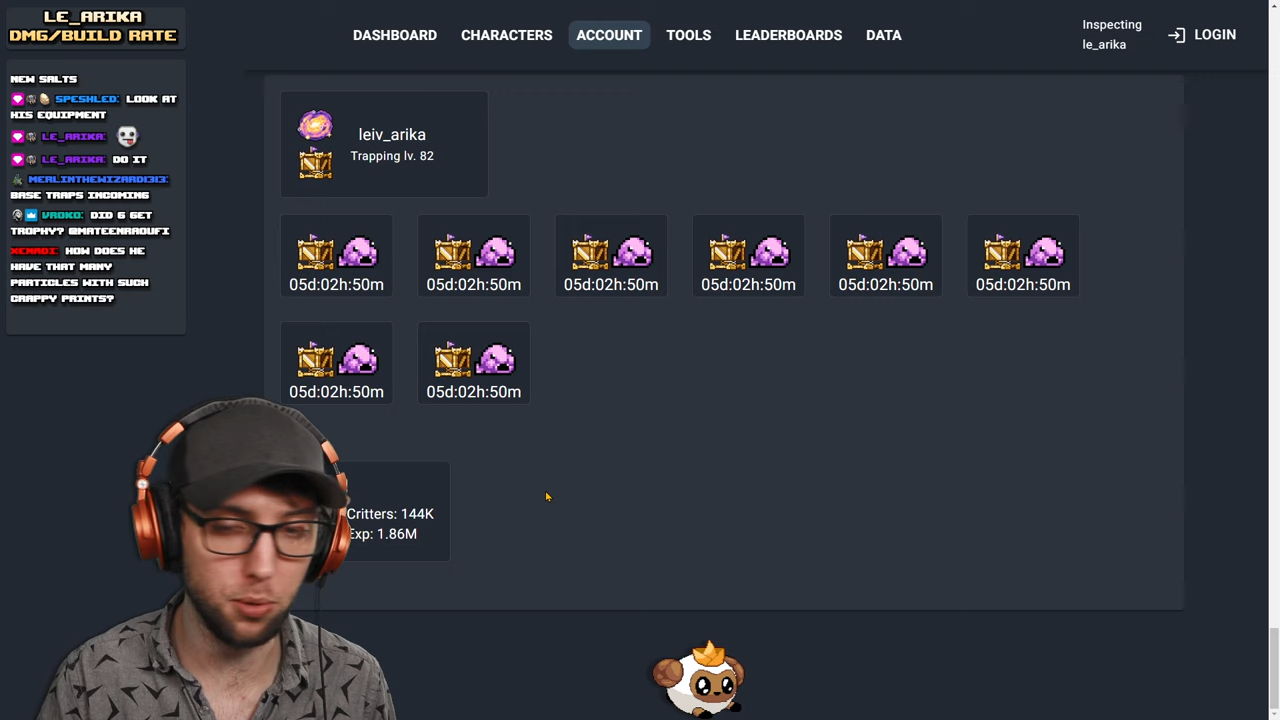 LE_ARIKA
DMG/BUILD RATE
DASHBOARD
CHARACTERS
ACCOUNT
TOOLS
LEADERBOARDS
DATA
Inspecting
le_arika
LOGIN
NEW SALTS
SPESHLED: LOOK AT
HIS EQUIPMENT
LE_ARIKA:
LE_ARIKA: DO IT
MERLINTHEWIZARD1313:
BASE TRAPS INCOMING
VROKO: DID G GET
TROPHY? @MATEENRAOUFI
XENADI: HOW DOES HE
HAVE THAT MANY
PARTICLES WITH SUCH
CRAPPY PRINTS?
leiv_arika
Trapping lv. 82
05d:02h:50m
05d:02h:50m
05d:02h:50m
05d:02h:50m
05d:02h:50m
05d:02h:50m
05d:02h:50m
05d:02h:50m
Critters: 144K
Exp: 1.86M